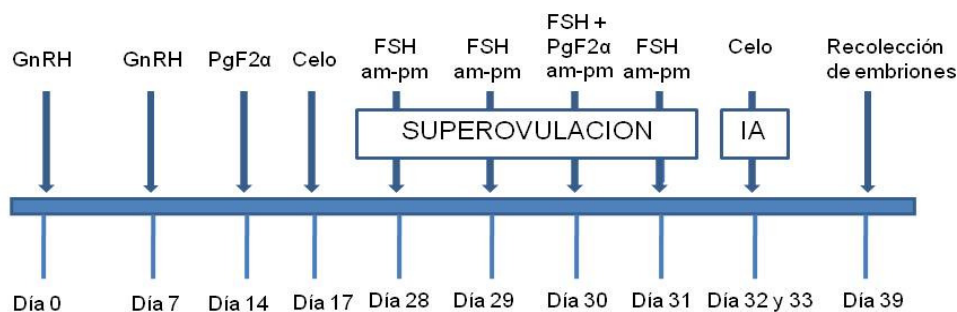 GnRH
GnRH
PgF2α
Celo
FSH
am-pm
FSH
am-pm
FSH +
PgF2α
am-pm
FSH
am-pm
Celo
Recolección
de embriones
SUPEROVULACION
IA
Día 0
Día 7
Día 14
Día 17
Día 28
Día 29
Día 30
Día 31
Día 32 y 33
Día 39